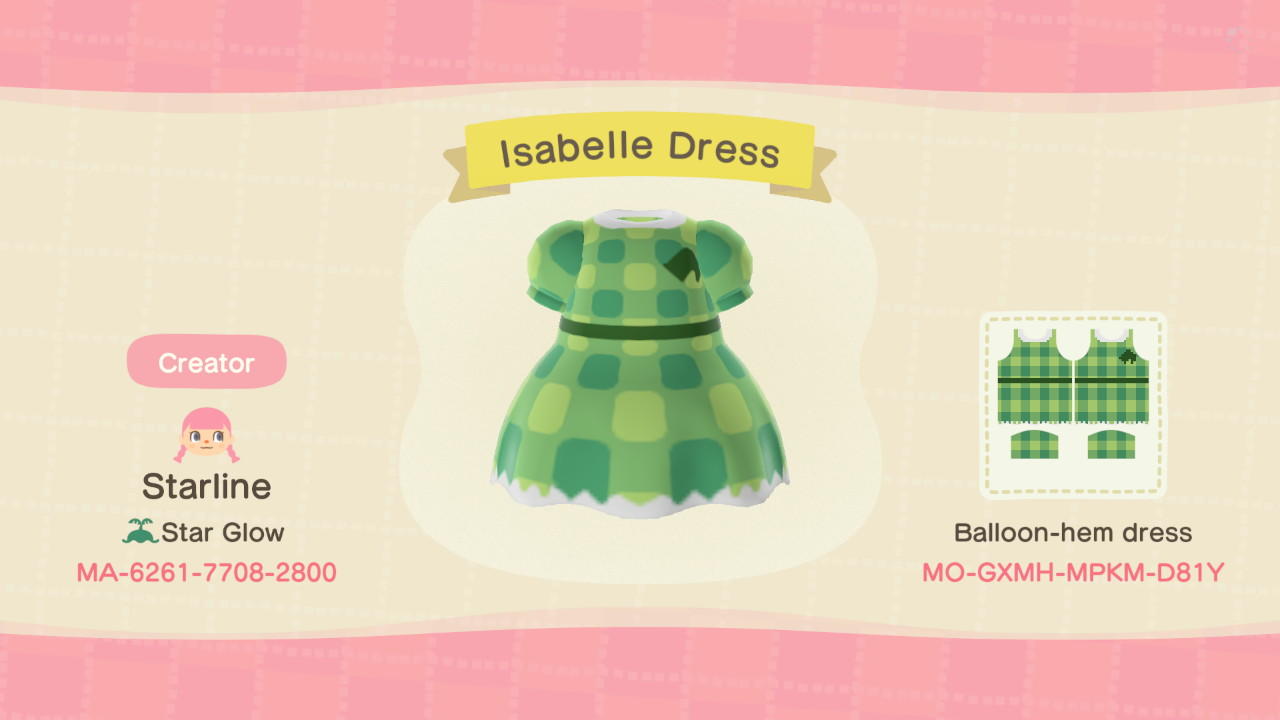 Isabelle Dress
Creator
Starline
Star Glow
MA-6261-7708-2800
Balloon-hem dress
MO-GXMH-MPKM-D81Y